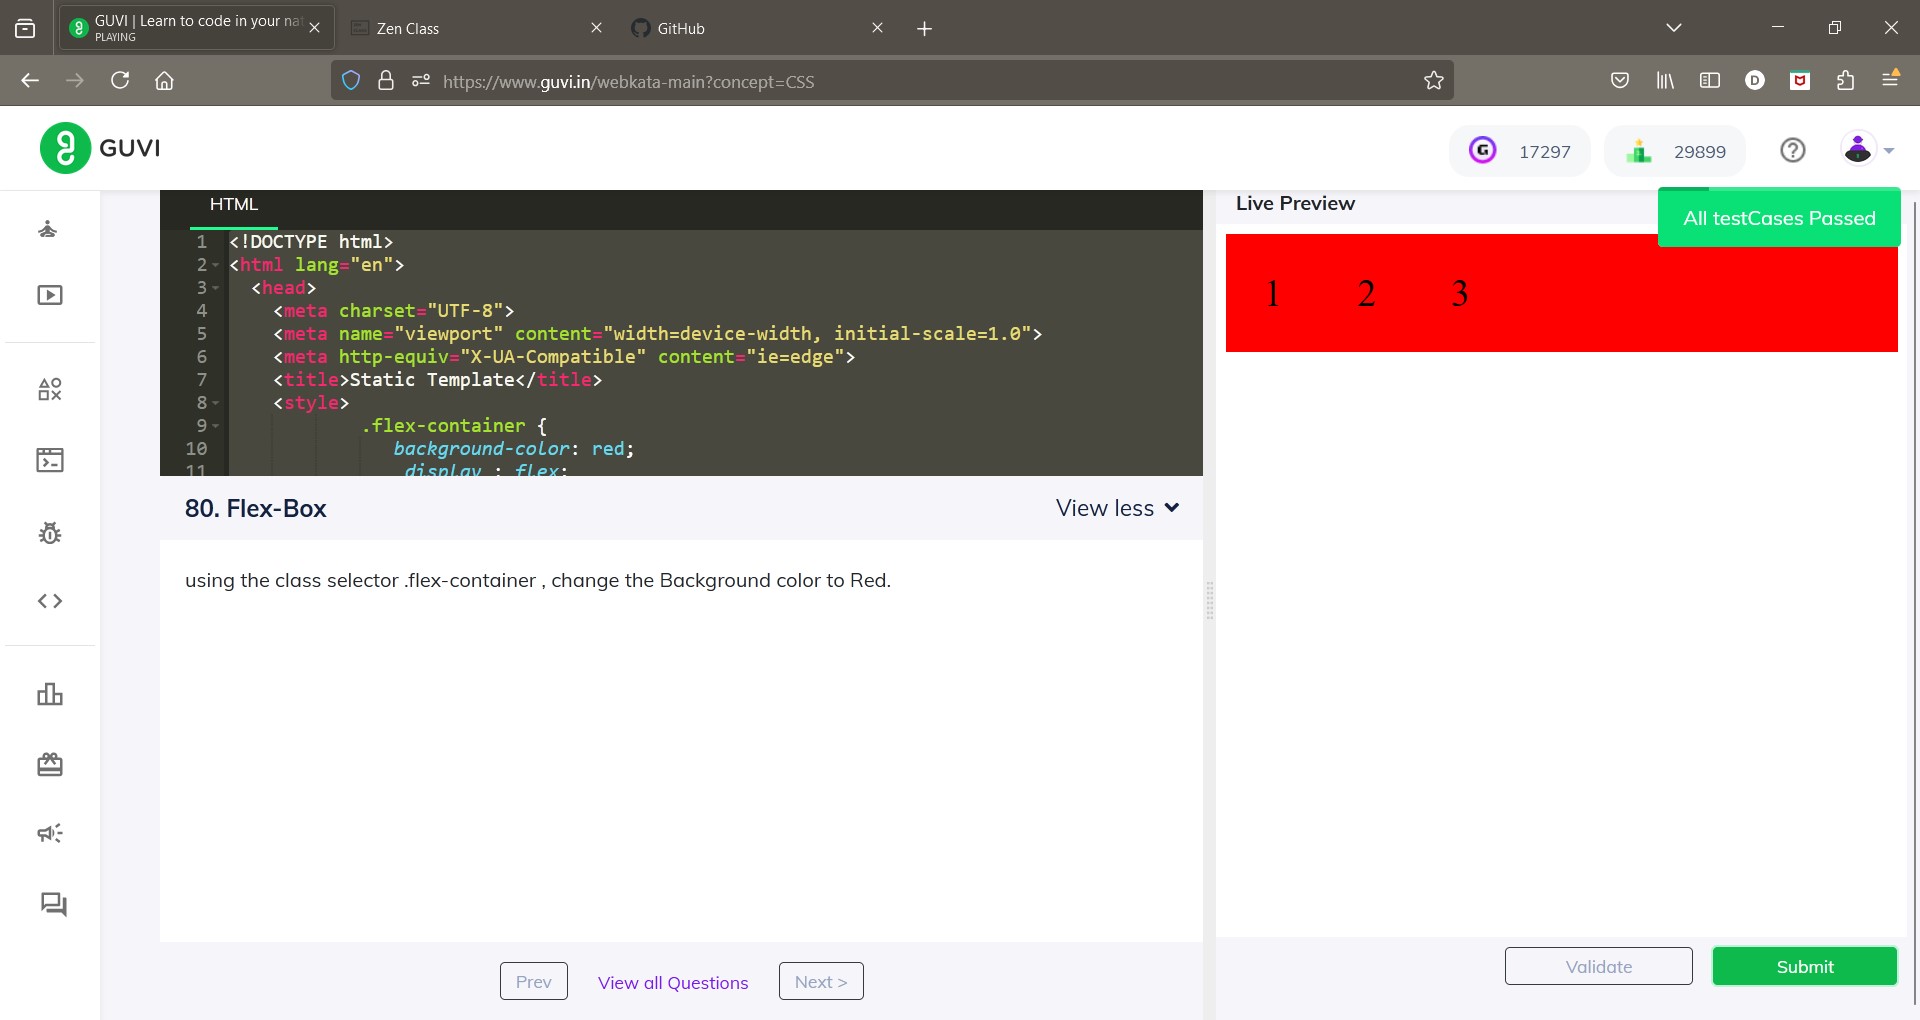 GUVI | Learn to code in your nat
PLAYING
Zen Class
GitHub
https://www.guvi.in/webkata-main?concept=CSS
D
GUVI
G
17297
29899
HTML
1 <!DOCTYPE html>
2 <html lang="en">
3 <head>
4 <meta charset="UTF-8">
5 <meta name="viewport" content="width=device-width, initial-scale=1.0">
6 <meta http-equiv="X-UA-Compatible" content="ie=edge">
7 <title>Static Template</title>
8 <style>
9 .flex-container {
10 background-color: red;
11 display : flex;
80. Flex-Box
View less
using the class selector .flex-container , change the Background color to Red.
Prev
View all Questions
Next >
Live Preview
All testCases Passed
1 2 3
Validate
Submit